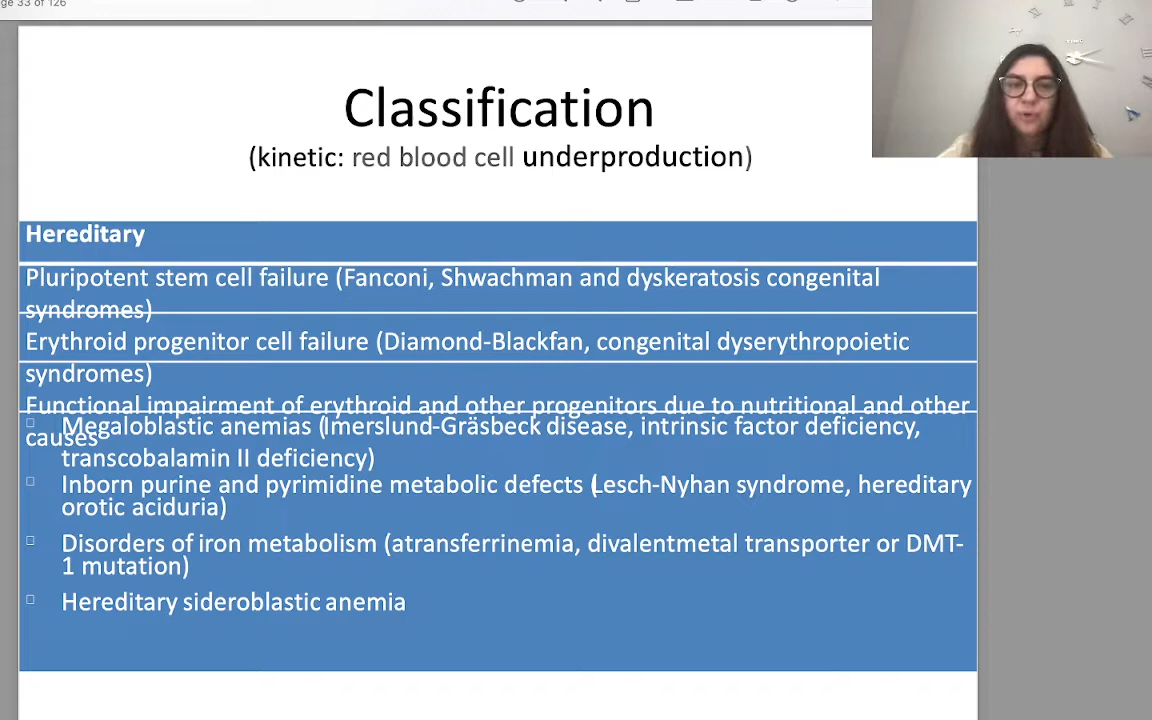 ge 33 of 126
Classification
(kinetic: red blood cell underproduction)
Hereditary
Pluripotent stem cell failure (Fanconi, Shwachman and dyskeratosis congenital
syndromes)
Erythroid progenitor cell failure (Diamond-Blackfan, congenital dyserythropoietic
syndromes)
Functional impairment of erythroid and other progenitors due to nutritional and other
causes
Megaloblastic anemias (Imerslund-Gräsbeck disease, intrinsic factor deficiency,
transcobalamin II deficiency)
Inborn purine and pyrimidine metabolic defects (Lesch-Nyhan syndrome, hereditary
orotic aciduria)
Disorders of iron metabolism (atransferrinemia, divalentmetal transporter or DMT-
1 mutation)
Hereditary sideroblastic anemia